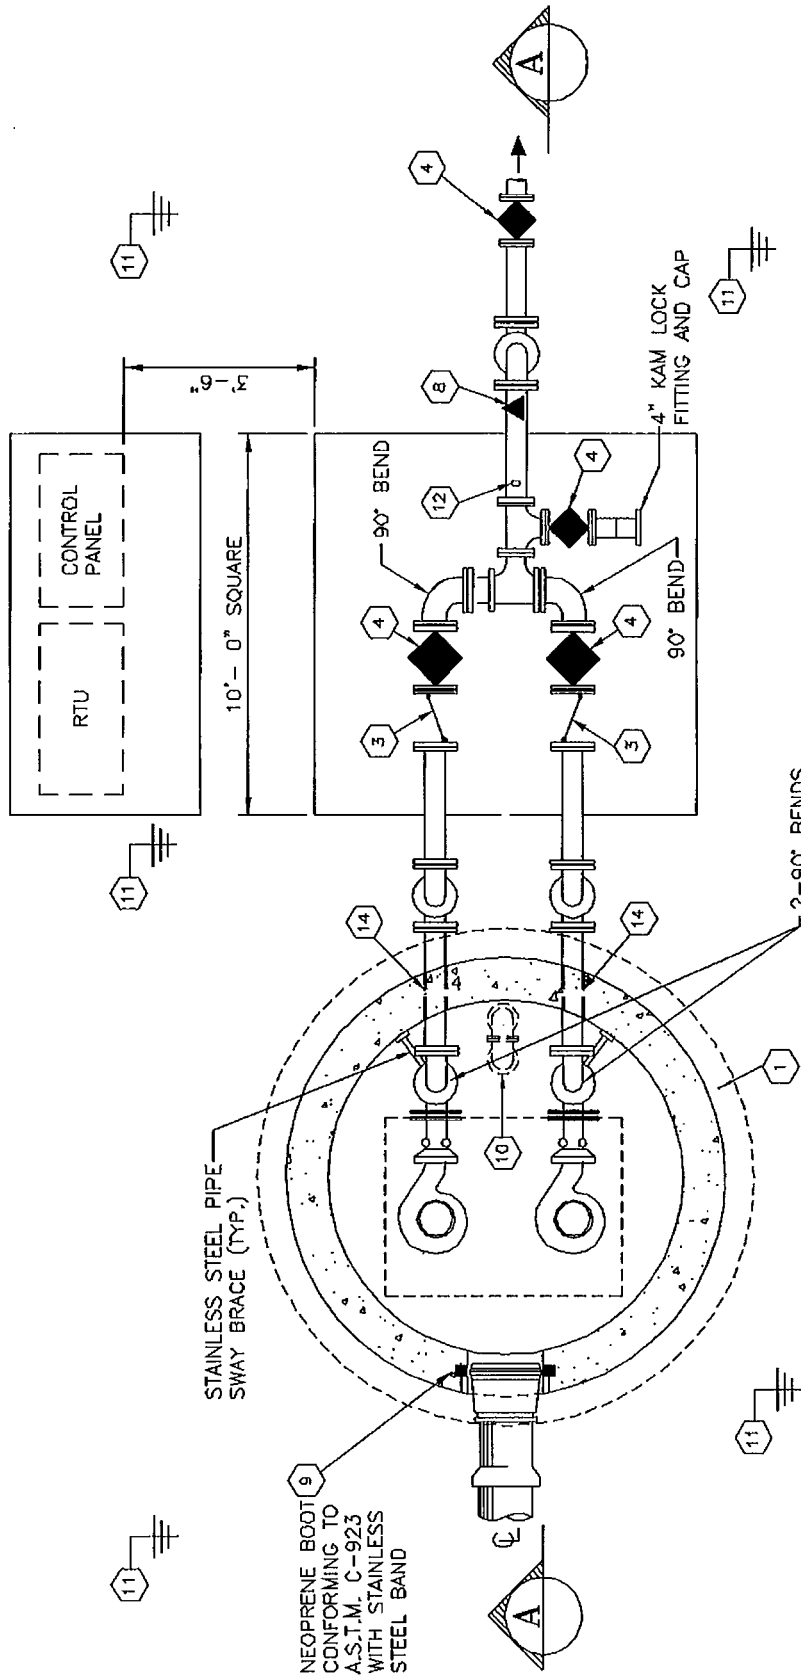 11
11
11
RTU
CONTROL
PANEL
3'-6"
10'- 0" SQUARE
STAINLESS STEEL PIPE
SWAY BRACE (TYP.)
14
3
4
90° BEND
12
8
4
A
NEOPRENE BOOT
CONFORMING TO
A.S.T.M. C-923
WITH STAINLESS
STEEL BAND
9
10
14
3
4
90° BEND
4
4" KAM LOCK
FITTING AND CAP
11
A
CL
11
1
2-90° BENDS